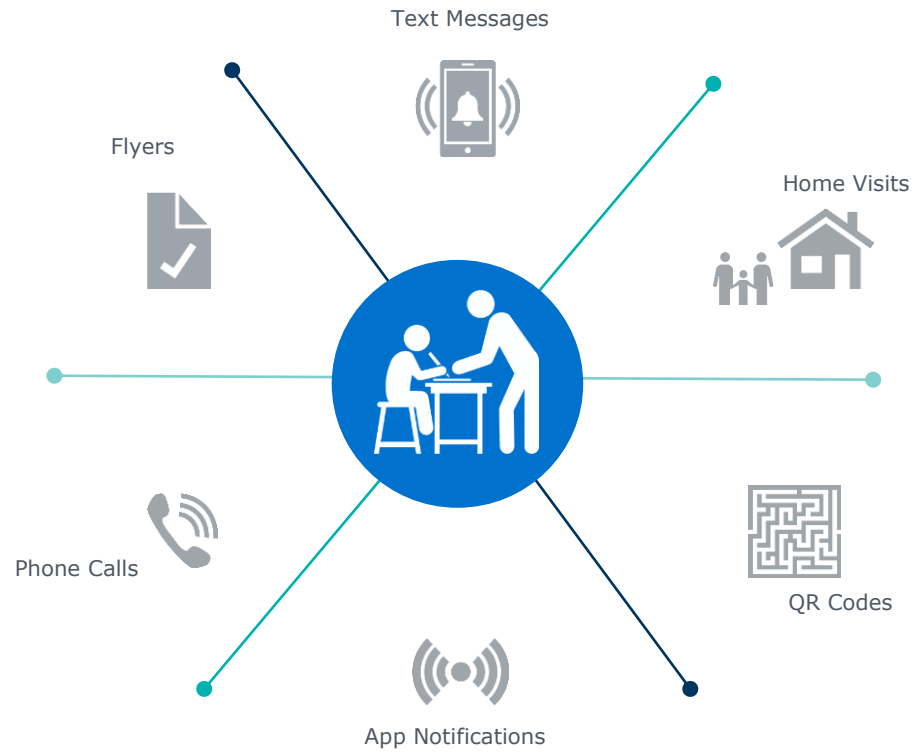 Text Messages
Flyers
Home Visits
Phone Calls
QR Codes
App Notifications